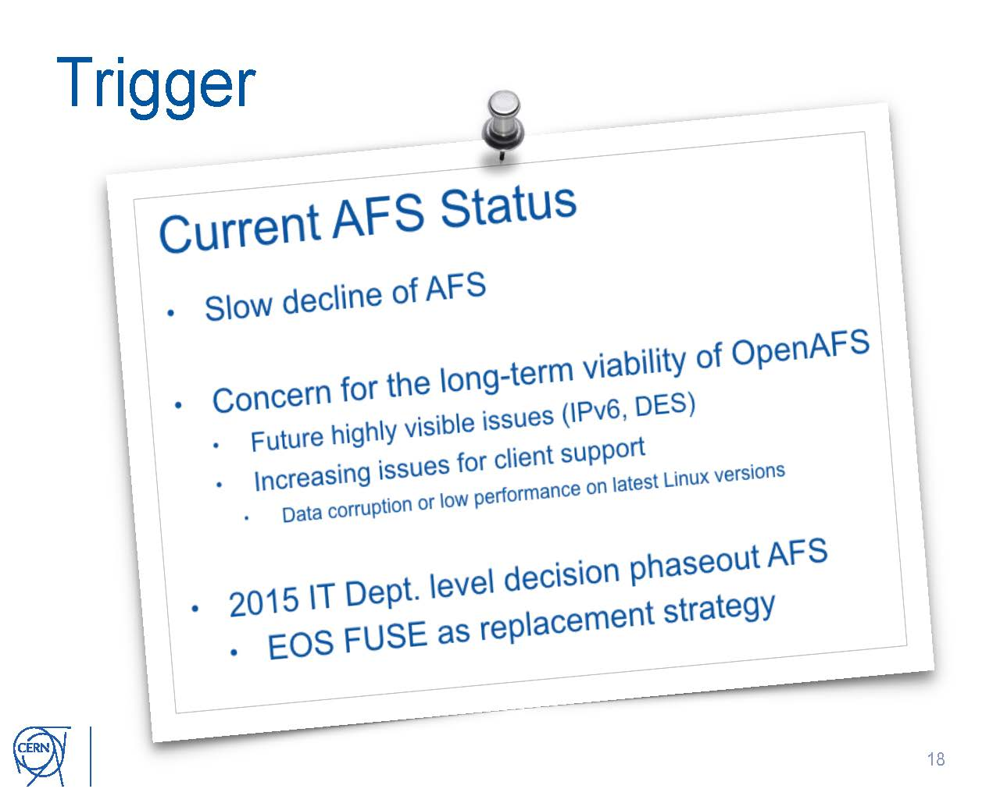 Trigger
Current AFS Status
• Slow decline of AFS
• Concern for the long-term viability of OpenAFS
• Future highly visible issues (IPv6, DES)
• Increasing issues for client support
• Data corruption or low performance on latest Linux versions
• 2015 IT Dept. level decision phaseout AFS
• EOS FUSE as replacement strategy
CERN
18